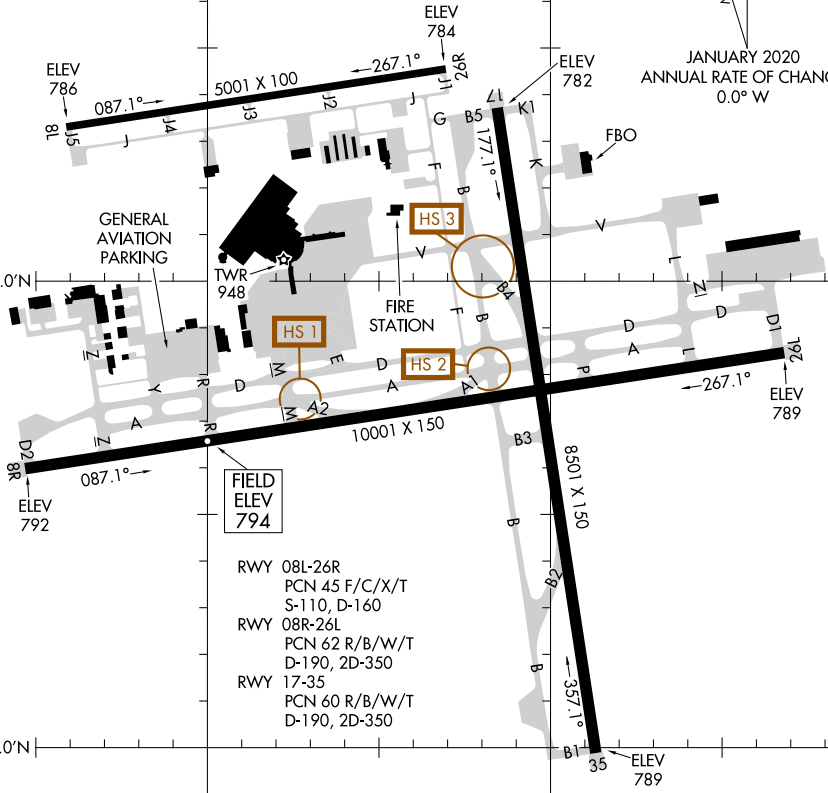 ELEV
784
ELEV
786
087.1°
5001 X 100
267.1°
26R
8L
J5
J4
J3
J2
J
J1
J
ELEV
782
JANUARY 2020
ANNUAL RATE OF CHAN
0.0° W
17
G
B5
K1
177.1°
K
FBO
F
B
HS 3
V
V
GENERAL
AVIATION
PARKING
TWR
948
FIRE
STATION
.0'N
B4
L
N
HS 1
HS 2
F
B
D
D
D1
26L
Z
E
D
M
A
A1
A
L
P
Y
R
D
M
A2
267.1°
ELEV
789
D2
A
Z
R
10001 X 150
8R
087.1°
B3
8501 X 150
ELEV
792
FIELD
ELEV
794
B
RWY 08L-26R
PCN 45 F/C/X/T
S-110, D-160
RWY 08R-26L
PCN 62 R/B/W/T
D-190, 2D-350
RWY 17-35
PCN 60 R/B/W/T
D-190, 2D-350
B2
B
357.1°
.0'N
B1
35
ELEV
789